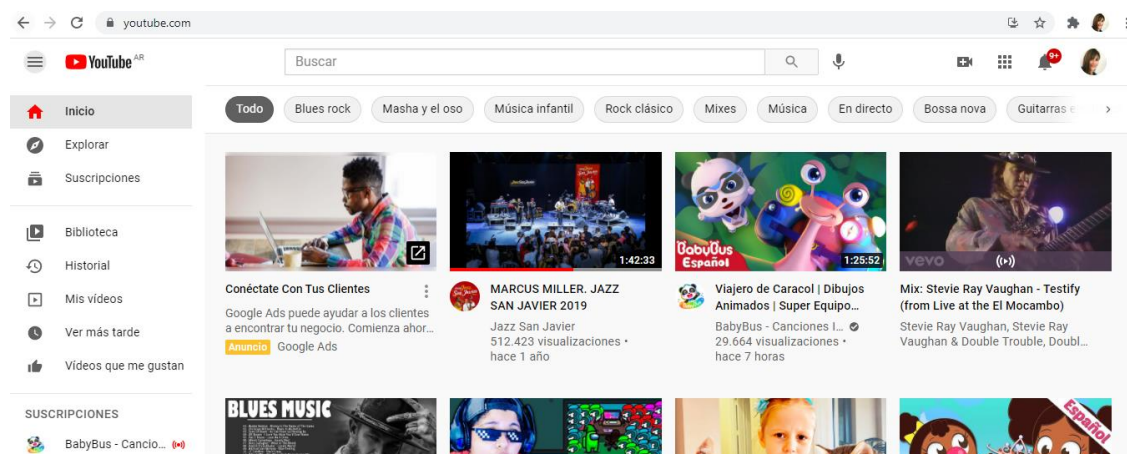 youtube.com
YouTube AR
Buscar
9+
Inicio
Explorar
Suscripciones
Biblioteca
Historial
Mis vídeos
Ver más tarde
Vídeos que me gustan
SUSCRIPCIONES
BabyBus - Cancio...
Todo
Blues rock
Masha y el oso
Música infantil
Rock clásico
Mixes
Música
En directo
Bossa nova
Guitarras e
Conéctate Con Tus Clientes
Google Ads puede ayudar a los clientes
a encontrar tu negocio. Comienza ahor...
Anuncio Google Ads
1:42:33
MARCUS MILLER. JAZZ
SAN JAVIER 2019
Jazz San Javier
512.423 visualizaciones •
hace 1 año
BabyBus
Español
1:25:52
Viajero de Caracol | Dibujos
Animados | Super Equipo...
BabyBus - Canciones I...
29.664 visualizaciones •
hace 7 horas
vevo
Mix: Stevie Ray Vaughan - Testify
(from Live at the El Mocambo)
Stevie Ray Vaughan, Stevie Ray
Vaughan & Double Trouble, Doubl...
BLUES MUSIC
Español